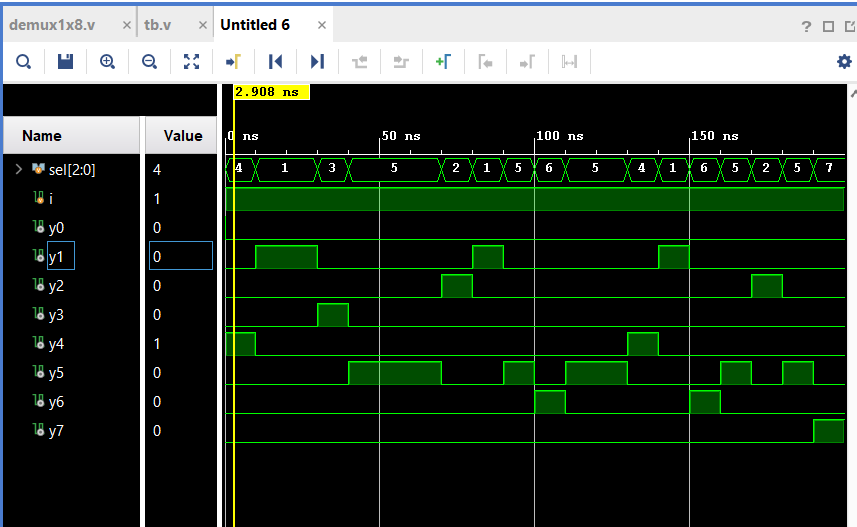 demux1x8.v × tb.v × Untitled 6 ×
?
2.908 ns
Name Value
0 ns 50 ns 100 ns 150 ns
sel[2:0] 4 4 1 3 5 2 1 5 6 5 4 1 6 5 2 5 7
i 1
y0 0
y1 0
y2 0
y3 0
y4 1
y5 0
y6 0
y7 0